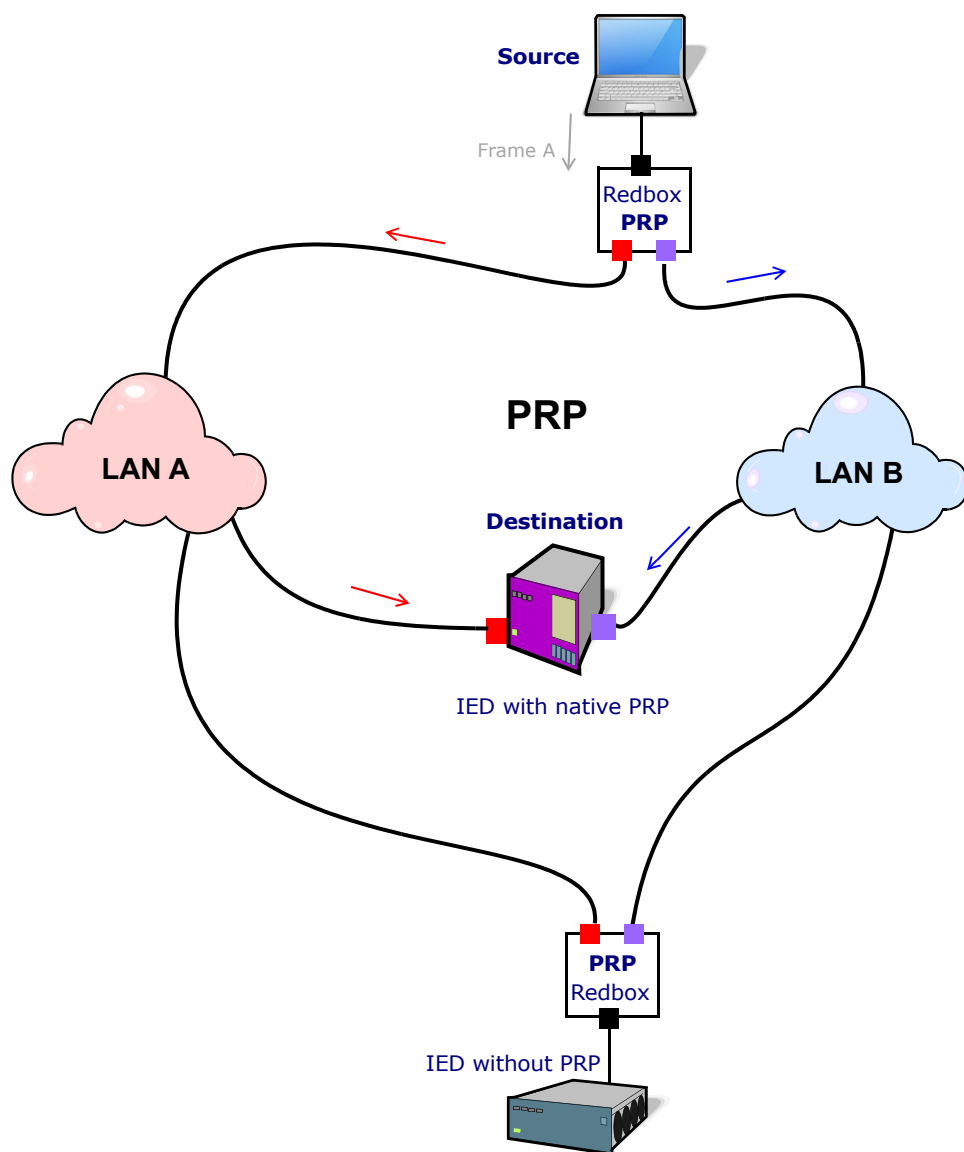 Source
Frame A
Redbox
PRP
PRP
LAN A
LAN B
Destination
IED with native PRP
PRP
Redbox
IED without PRP